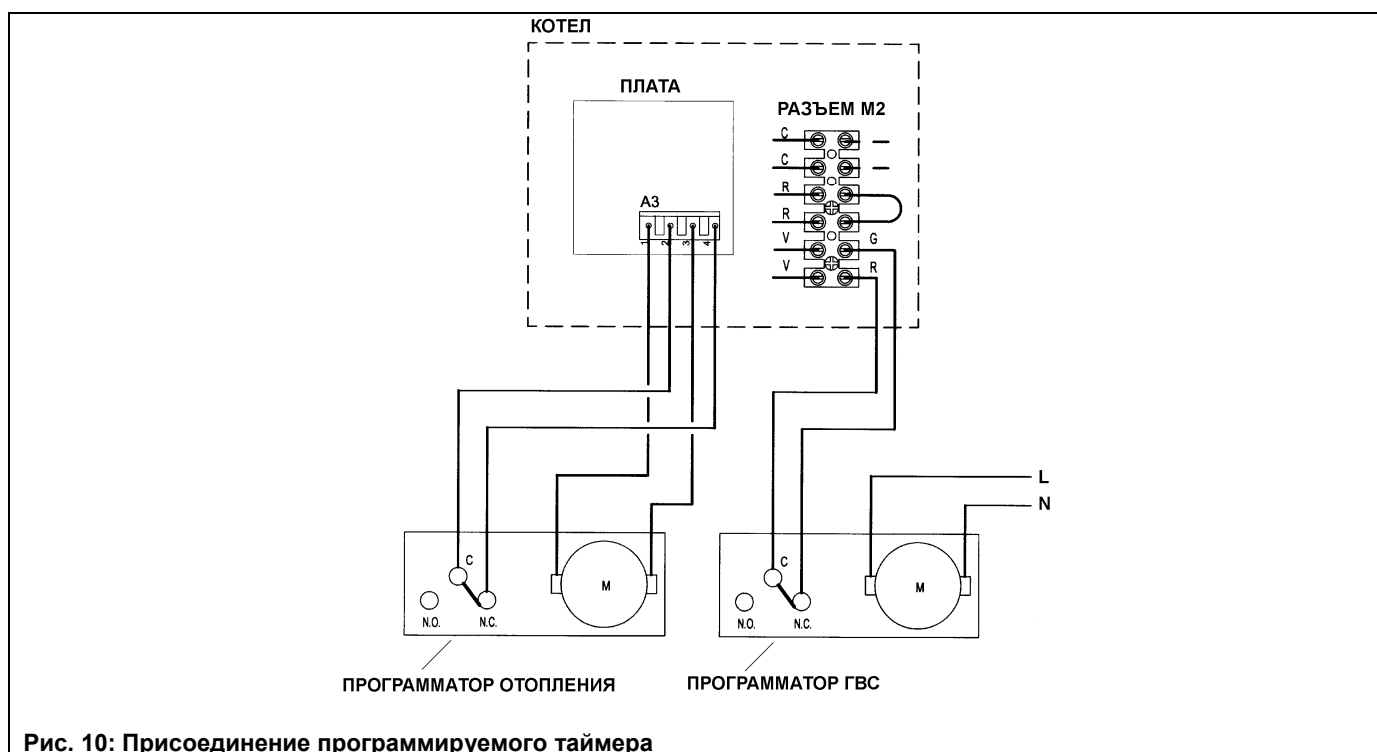 КОТЕЛ
ПЛАТА
РАЗЪЕМ М2
C
C
R
R
V
V
G
R
A3
1 2 3 4
L
N
C
N.O.
N.C.
M
C
N.O.
N.C.
M
ПРОГРАММАТОР ОТОПЛЕНИЯ
ПРОГРАММАТОР ГВС
Рис. 10: Присоединение программируемого таймера